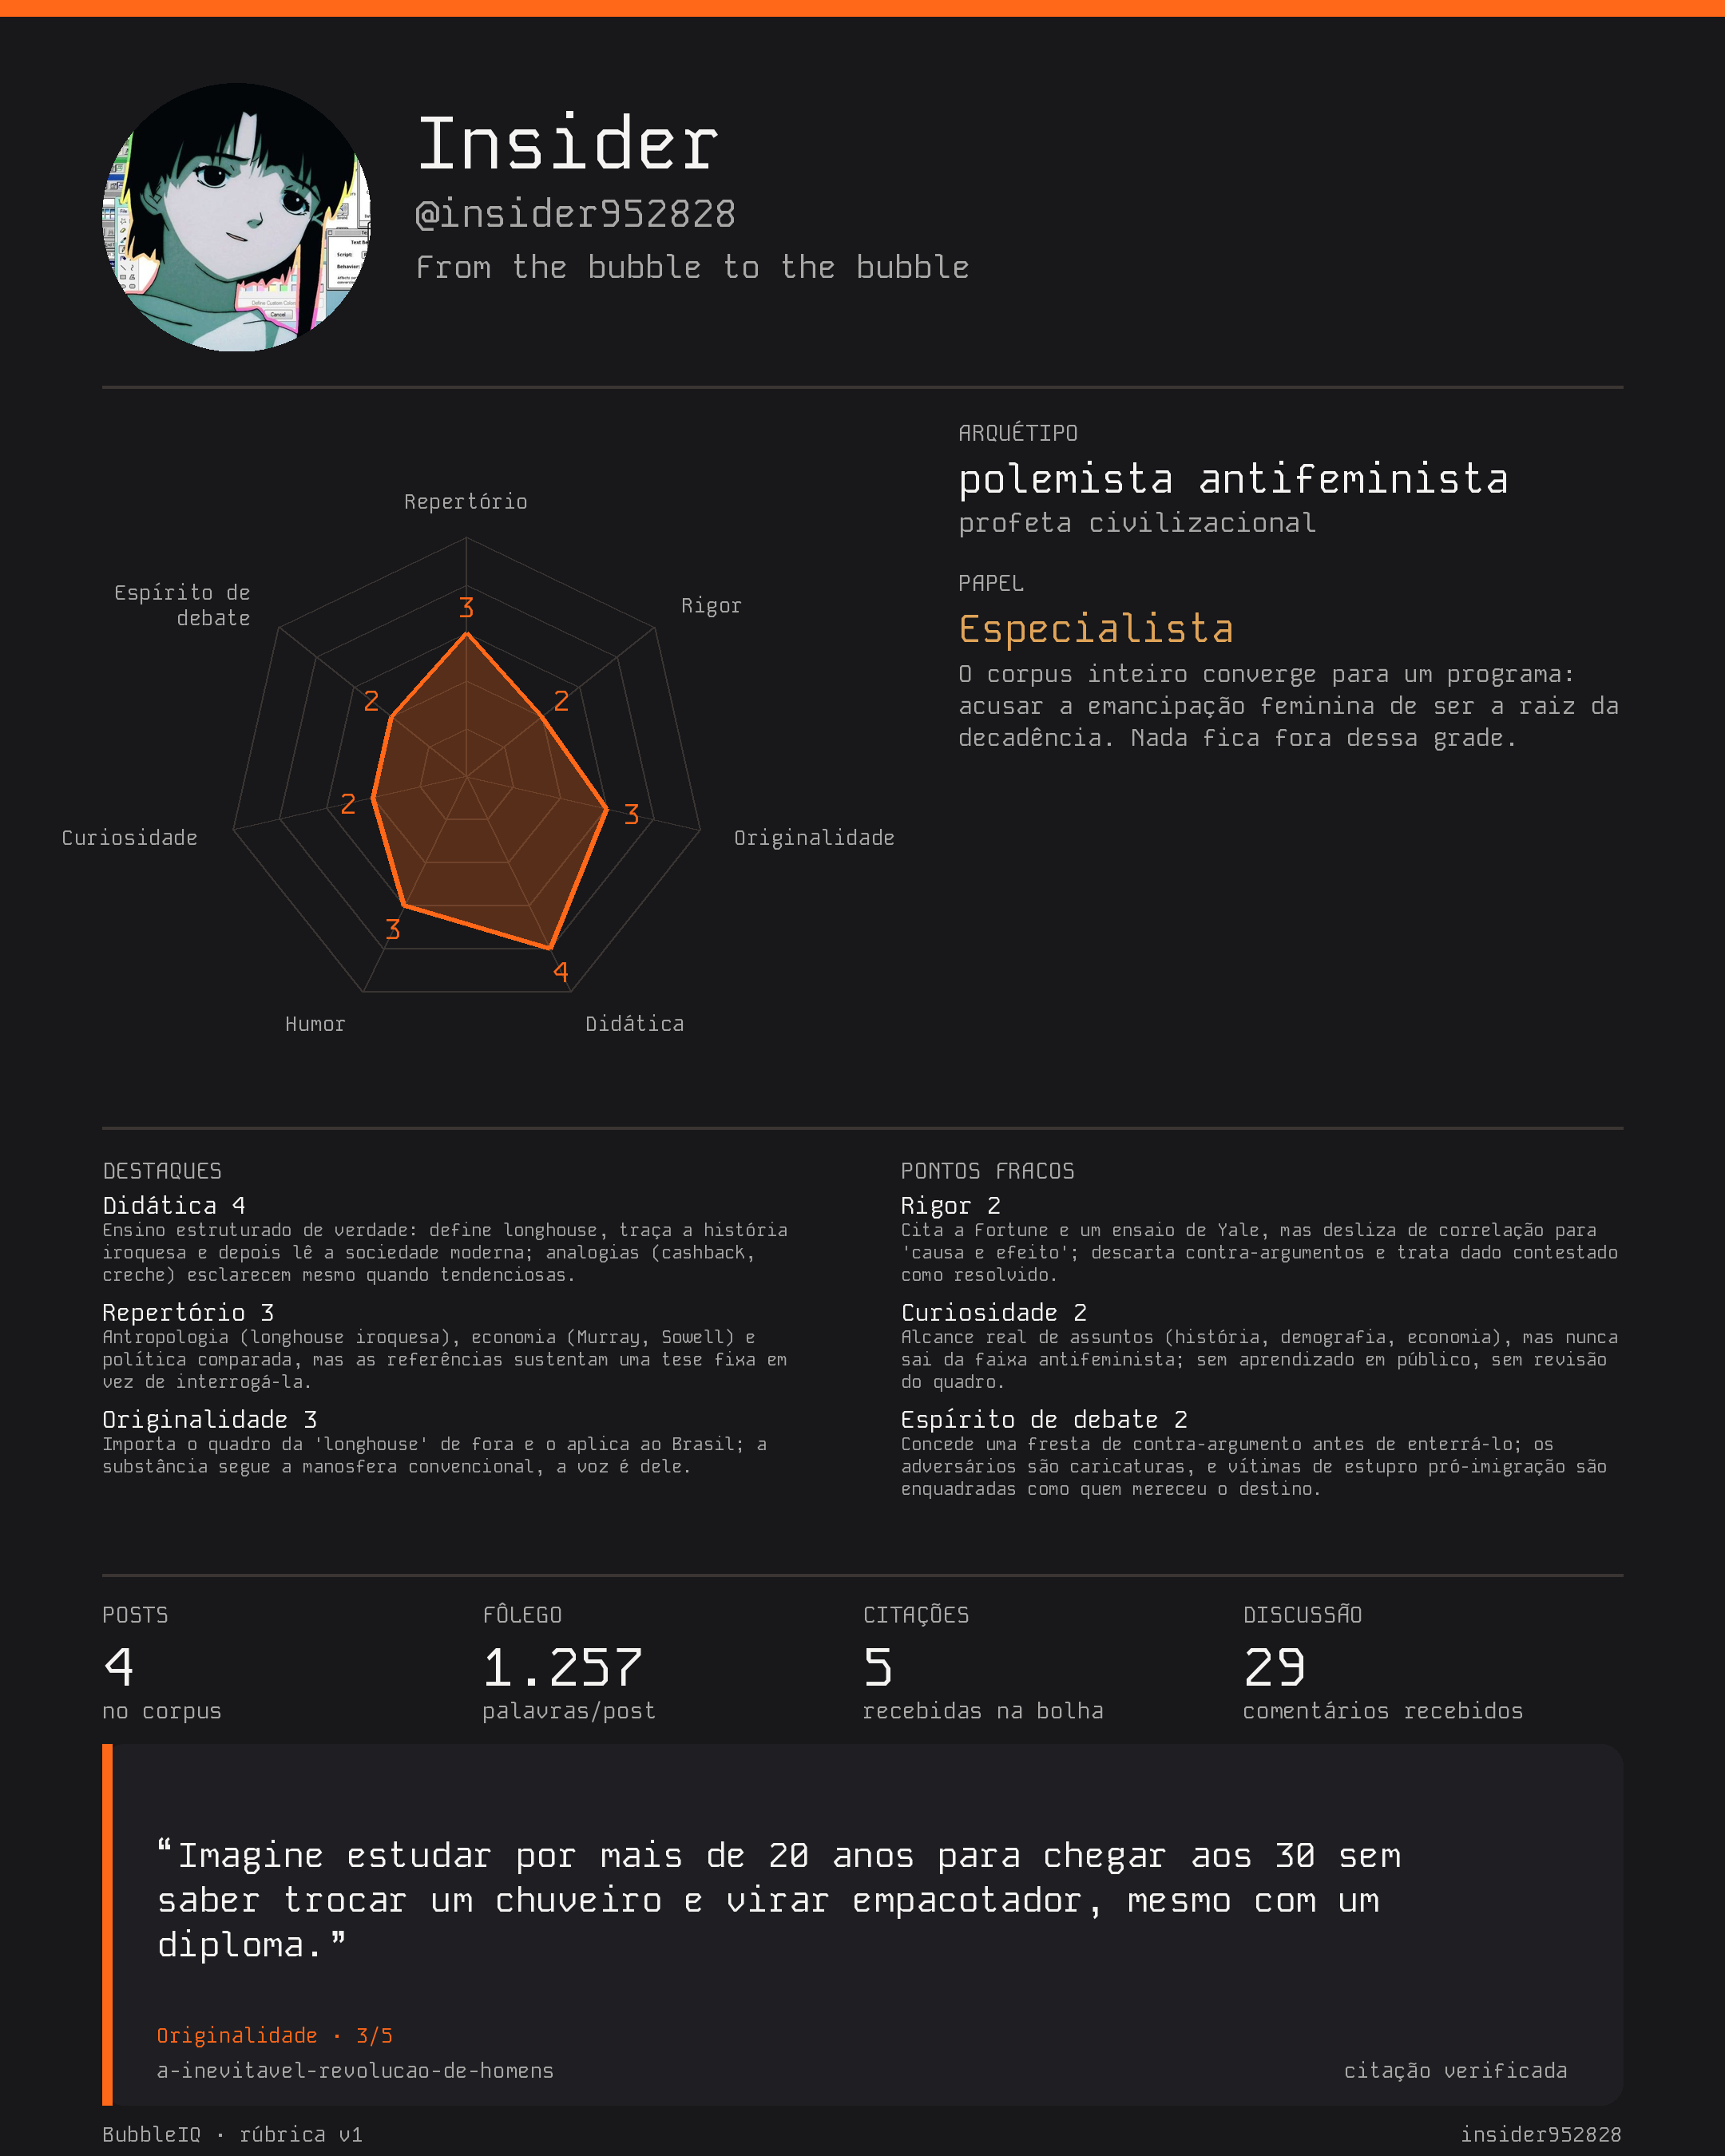 Insider
@insider952828
From the bubble to the bubble
ARQUÉTIPO
polemista antifeminista
profeta civilizacional
PAPEL
Especialista
O corpus inteiro converge para um programa:
acusar a emancipação feminina de ser a raiz da
decadência. Nada fica fora dessa grade.
Repertório
3
Rigor
2
Originalidade
3
Didática
4
Humor
3
Curiosidade
2
Espírito de
debate
2
DESTAQUES
Didática 4
Ensino estruturado de verdade: define longhouse, traça a história
iroquesa e depois lê a sociedade moderna; analogias (cashback,
creche) esclarecem mesmo quando tendenciosas.
Repertório 3
Antropologia (longhouse iroquesa), economia (Murray, Sowell) e
política comparada, mas as referências sustentam uma tese fixa em
vez de interrogá-la.
Originalidade 3
Importa o quadro da 'longhouse' de fora e o aplica ao Brasil; a
substância segue a manosfera convencional, a voz é dele.
PONTOS FRACOS
Rigor 2
Cita a Fortune e um ensaio de Yale, mas desliza de correlação para
'causa e efeito'; descarta contra-argumentos e trata dado contestado
como resolvido.
Curiosidade 2
Alcance real de assuntos (história, demografia, economia), mas nunca
sai da faixa antifeminista; sem aprendizado em público, sem revisão
do quadro.
Espírito de debate 2
Concede uma fresta de contra-argumento antes de enterrá-lo; os
adversários são caricaturas, e vítimas de estupro pró-imigração são
enquadradas como quem mereceu o destino.
POSTS
4
no corpus
FÔLEGO
1.257
palavras/post
CITAÇÕES
5
recebidas na bolha
DISCUSSÃO
29
comentários recebidos
“Imagine estudar por mais de 20 anos para chegar aos 30 sem
saber trocar um chuveiro e virar empacotador, mesmo com um
diploma.”
Originalidade · 3/5
a-inevitavel-revolucao-de-homens
citação verificada
BubbleIQ · rúbrica v1
insider952828